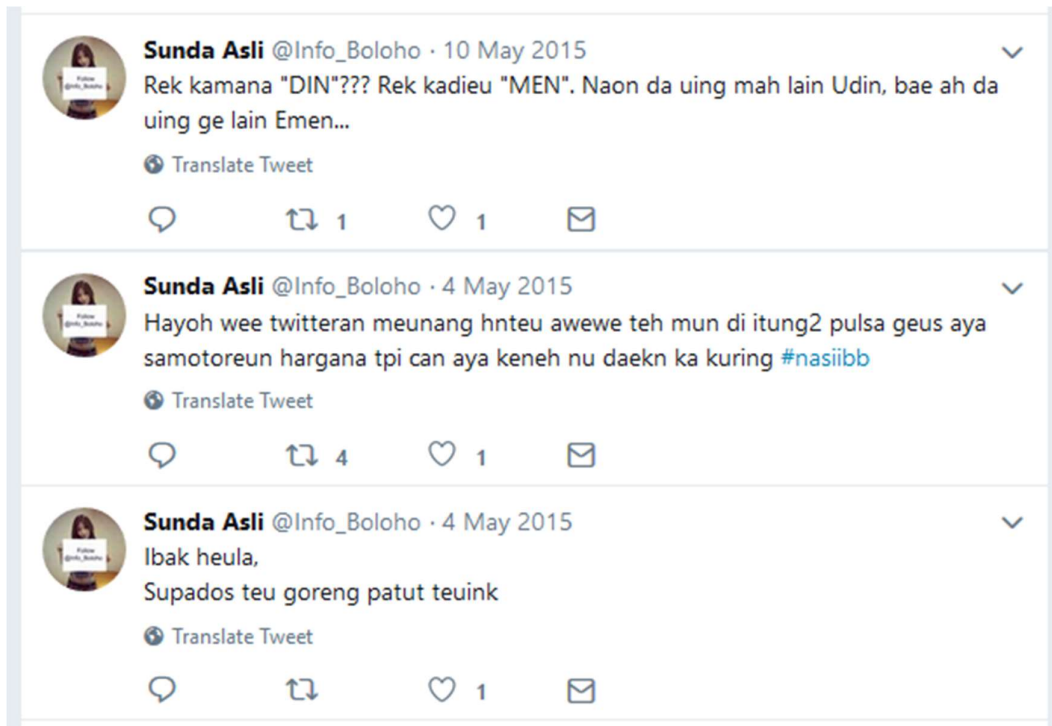 Sunda Asli @Info_Boloho · 10 May 2015
Rek kamana "DIN"??? Rek kadieu "MEN". Naon da uing mah lain Udin, bae ah da
uing ge lain Emen...
Translate Tweet
1 1
Sunda Asli @Info_Boloho · 4 May 2015
Hayoh wee twitteran meunang hnteu awewe teh mun di itung2 pulsa geus aya
samotoreun hargana tpi can aya keneh nu daekn ka kuring #nasiibb
Translate Tweet
4 1
Sunda Asli @Info_Boloho · 4 May 2015
Ibak heula,
Supados teu goreng patut teuink
Translate Tweet
1